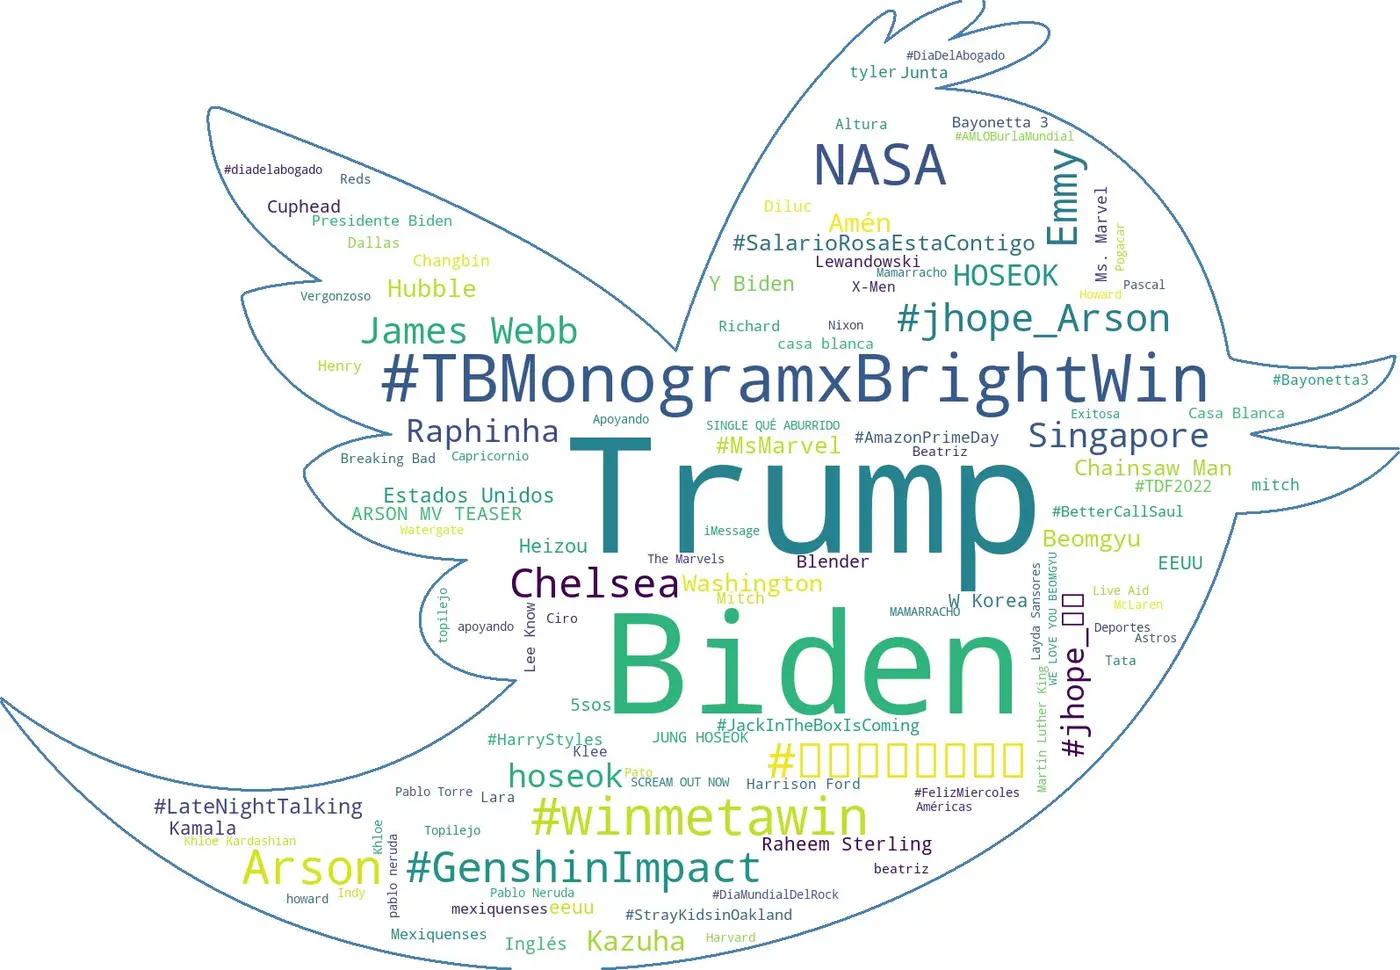 #DiaDelAbogado
tyler Junta
Altura
Bayonetta 3
#AMLOBurlaMundial
NASA
Emmy
#diadelabogado
Reds
Cuphead
Presidente Biden
Dallas
Changbin
Hubble
Vergonzoso
James Webb
Henry
Diluc
Amén
#SalarioRosaEstaContigo
Lewandowski
Mamarracho
HOSEOK
Y Biden
X-Men
Ms. Marvel
Pogacar
Pascal
Howard
#jhope_Arson
Richard
Nixon
casa blanca
#TBMonogramxBrightWin
#Bayonetta3
Casa Blanca
Exitosa
Apoyando
SINGLE QUÉ ABURRIDO
Raphinha
#MsMarvel
#AmazonPrimeDay
Beatriz
Singapore
Breaking Bad
Capricornio
Trump
Chainsaw Man
#TDF2022
mitch
Estados Unidos
ARSON MV TEASER
Watergate
#BetterCallSaul
iMessage
Beomgyu
Heizou
The Marvels
Blender
EEUU
Chelsea
Washington
Mitch
W Korea
MAMARRACHO
Layda Sansores
WE LOVE YOU BEOMGYU
Live Aid
McLaren
topilejo
apoyando
Lee Know
Ciro
Biden
#jhope_
Deportes
Astros
Tata
Martin Luther King
5sos
#JackInTheBoxIsComing
#HarryStyles
JUNG HOSEOK
Klee
#
hoseok
Pato
SCREAM OUT NOW
Harrison Ford
#FelizMiercoles
Américas
Pablo Torre
Lara
#LateNightTalking
Kamala
Khloe Kardashian
Khloe
pablo neruda
Topilejo
#winmetawin
Raheem Sterling
Arson
#GenshinImpact
beatriz
howard
Indy
Pablo Neruda
#DiaMundialDelRock
mexiquenses
eeuu
#StrayKidsinOakland
Mexiquenses
Inglés
Kazuha
Harvard